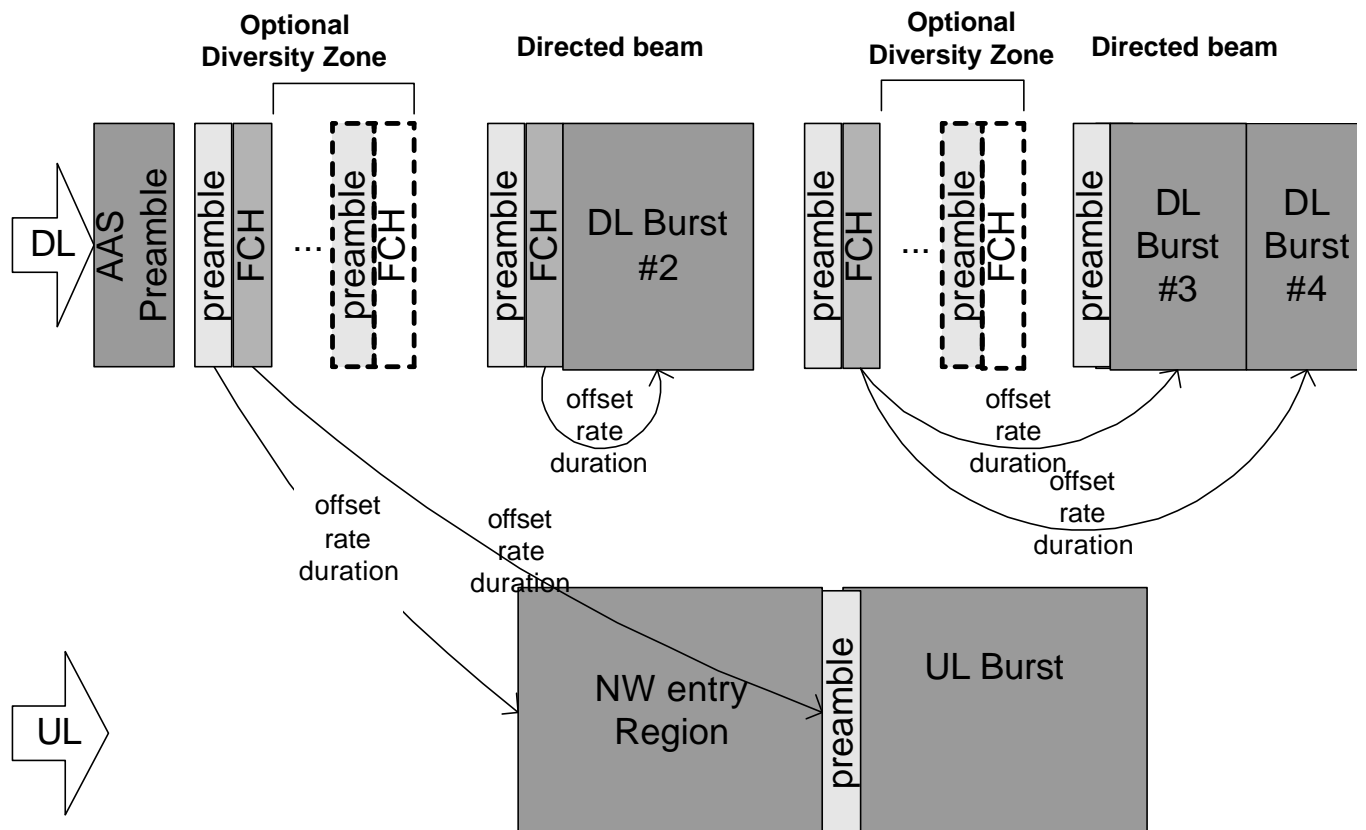 Optional
Diversity Zone
Directed beam
Optional
Diversity Zone
Directed beam
DL
AAS
Preamble
preamble
FCH
...
preamble
FCH
preamble
FCH
DL Burst
#2
preamble
FCH
...
preamble
FCH
preamble
DL
Burst
#3
DL
Burst
#4
offset
rate
duration
offset
rate
duration
offset
rate
duration
offset
rate
duration
offset
rate
duration
UL
NW entry
Region
preamble
UL Burst